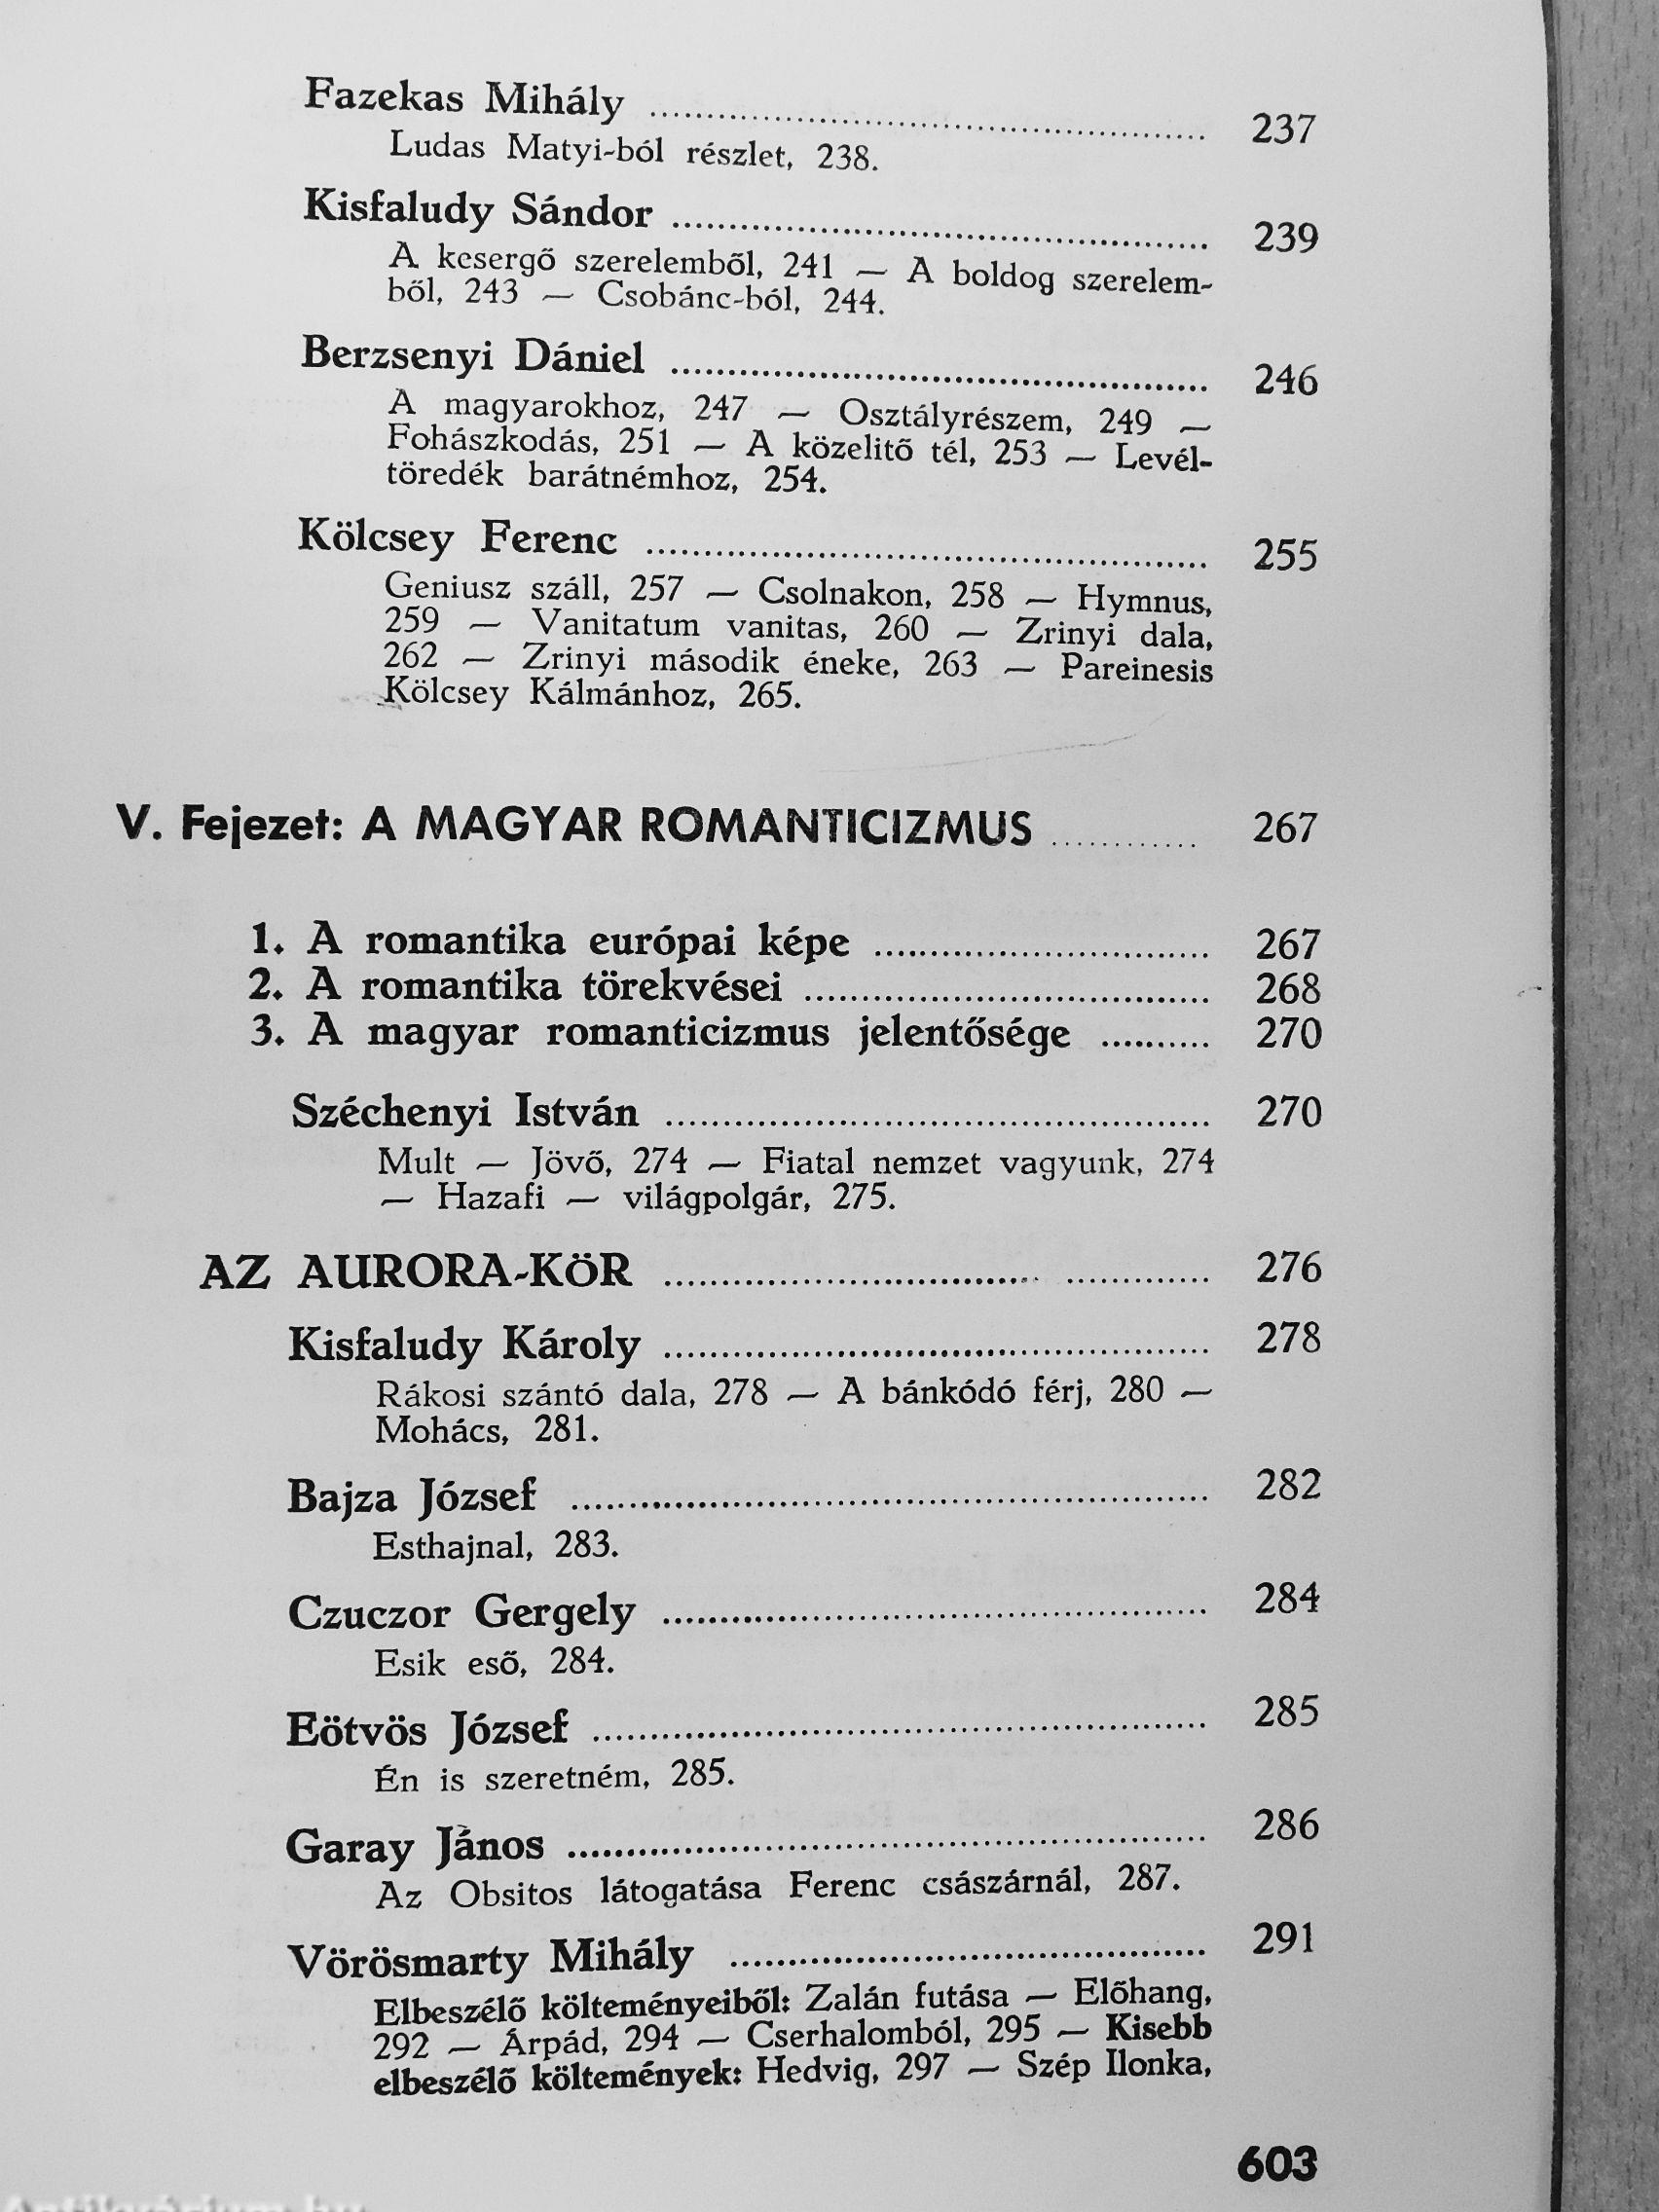 Fazekas Mihály ........ 237
Ludas Matyi-ból részlet, 238.
Kisfaludy Sándor ........ 239
A kesergő szerelemből, 241 — A boldog szerelem-
ből, 243 — Csobánc-ból, 244.
Berzsenyi Dániel ........ 246
A magyarokhoz, 247 — Osztályrészem, 249 —
Fohászkodás, 251 — A közelitő tél, 253 — Levél-
töredék barátnémhoz, 254.
Kölcsey Ferenc ........ 255
Geniusz száll, 257 — Csolnakon, 258 — Hymnus,
259 — Vanitatum vanitas, 260 — Zrinyi dala,
262 — Zrinyi második éneke, 263 — Pareinesis
Kölcsey Kálmánhoz, 265.
V. Fejezet: A MAGYAR ROMANTICIZMUS ........ 267
1. A romantika európai képe ........ 267
2. A romantika törekvései ........ 268
3. A magyar romanticizmus jelentősége ........ 270
Széchenyi István ........ 270
Mult — Jövő, 274 — Fiatal nemzet vagyunk, 274
— Hazafi — világpolgár, 275.
AZ AURORA-KÖR ........ 276
Kisfaludy Károly ........ 278
Rákosi szántó dala, 278 — A bánkódó férj, 280 —
Mohács, 281.
Bajza József ........ 282
Esthajnal, 283.
Czuczor Gergely ........ 284
Esik eső, 284.
Eötvös József ........ 285
Én is szeretném, 285.
Garay János ........ 286
Az Obsitos látogatása Ferenc császárnál, 287.
Vörösmarty Mihály ........ 291
Elbeszélő költeményeiből: Zalán futása — Előhang,
292 — Árpád, 294 — Cserhalomból, 295 — Kisebb
elbeszélő költemények: Hedvig, 297 — Szép Ilonka,
603